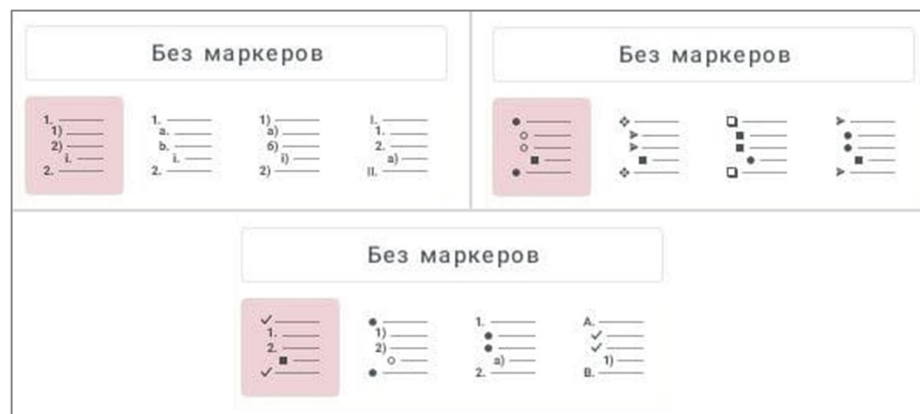 Без маркеров
1. 1. 1) I.
1) a. а) 1.
2) b. б) 2.
i. i. i) a)
2. 2. 2) II.
Без маркеров
Без маркеров
1. A.
1. 1)
2. 2)
a) 1)
2. B.